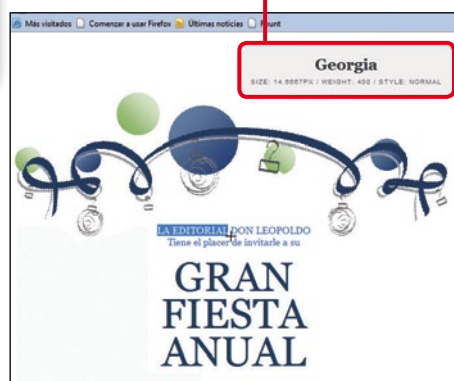 Más visitados Comenzar a usar Firefox Últimas noticias Fount
Georgia
SIZE: 14.6667PX / WEIGHT: 400 / STYLE: NORMAL
LA EDITORIAL DON LEOPOLDO
Tiene el placer de invitarle a su
GRAN
FIESTA
ANUAL